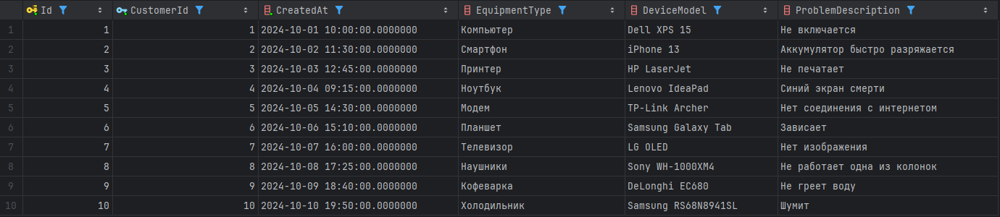 Id CustomerId CreatedAt EquipmentType DeviceModel ProblemDescription
1 1 1 2024-10-01 10:00:00.0000000 Компьютер Dell XPS 15 Не включается
2 2 2 2024-10-02 11:30:00.0000000 Смартфон iPhone 13 Аккумулятор быстро разряжается
3 3 3 2024-10-03 12:45:00.0000000 Принтер HP LaserJet Не печатает
4 4 4 2024-10-04 09:15:00.0000000 Ноутбук Lenovo IdeaPad Синий экран смерти
5 5 5 2024-10-05 14:30:00.0000000 Модем TP-Link Archer Нет соединения с интернетом
6 6 6 2024-10-06 15:10:00.0000000 Планшет Samsung Galaxy Tab Зависает
7 7 7 2024-10-07 16:00:00.0000000 Телевизор LG OLED Нет изображения
8 8 8 2024-10-08 17:25:00.0000000 Наушники Sony WH-1000XM4 Не работает одна из колонок
9 9 9 2024-10-09 18:40:00.0000000 Кофеварка DeLonghi EC680 Не греет воду
10 10 10 2024-10-10 19:50:00.0000000 Холодильник Samsung RS68N8941SL Шумит